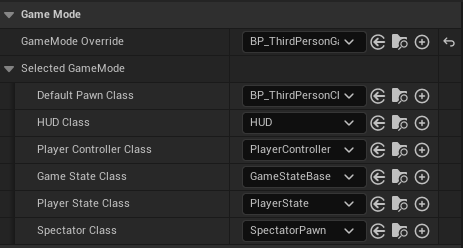 Game Mode
GameMode Override BP_ThirdPersonGa
Selected GameMode
Default Pawn Class BP_ThirdPersonCl
HUD Class HUD
Player Controller Class PlayerController
Game State Class GameStateBase
Player State Class PlayerState
Spectator Class SpectatorPawn